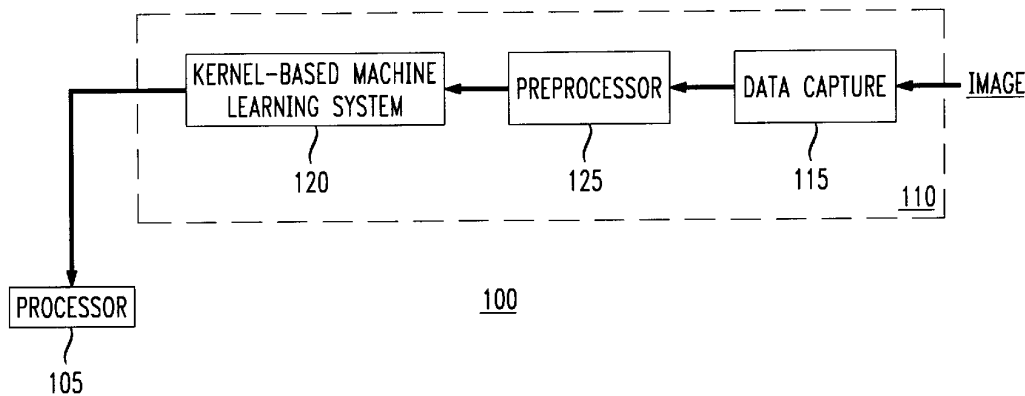 KERNEL-BASED MACHINE
LEARNING SYSTEM
PREPROCESSOR
DATA CAPTURE
IMAGE
120
125
115
110
PROCESSOR
100
105